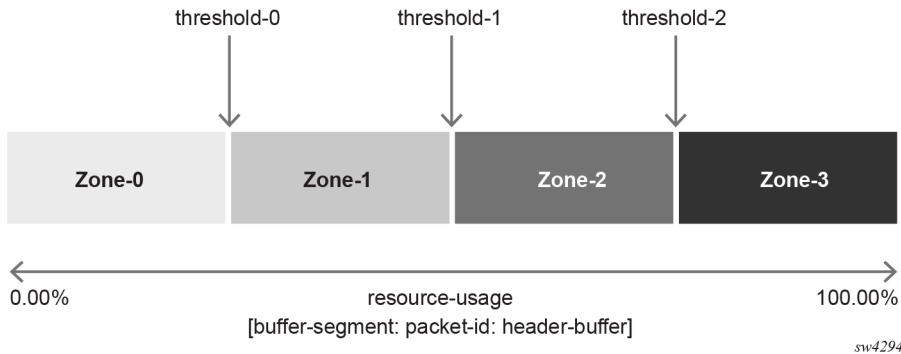 threshold-0 threshold-1 threshold-2
Zone-0 Zone-1 Zone-2 Zone-3
0.00% resource-usage 100.00%
[buffer-segment: packet-id: header-buffer]
sw4294